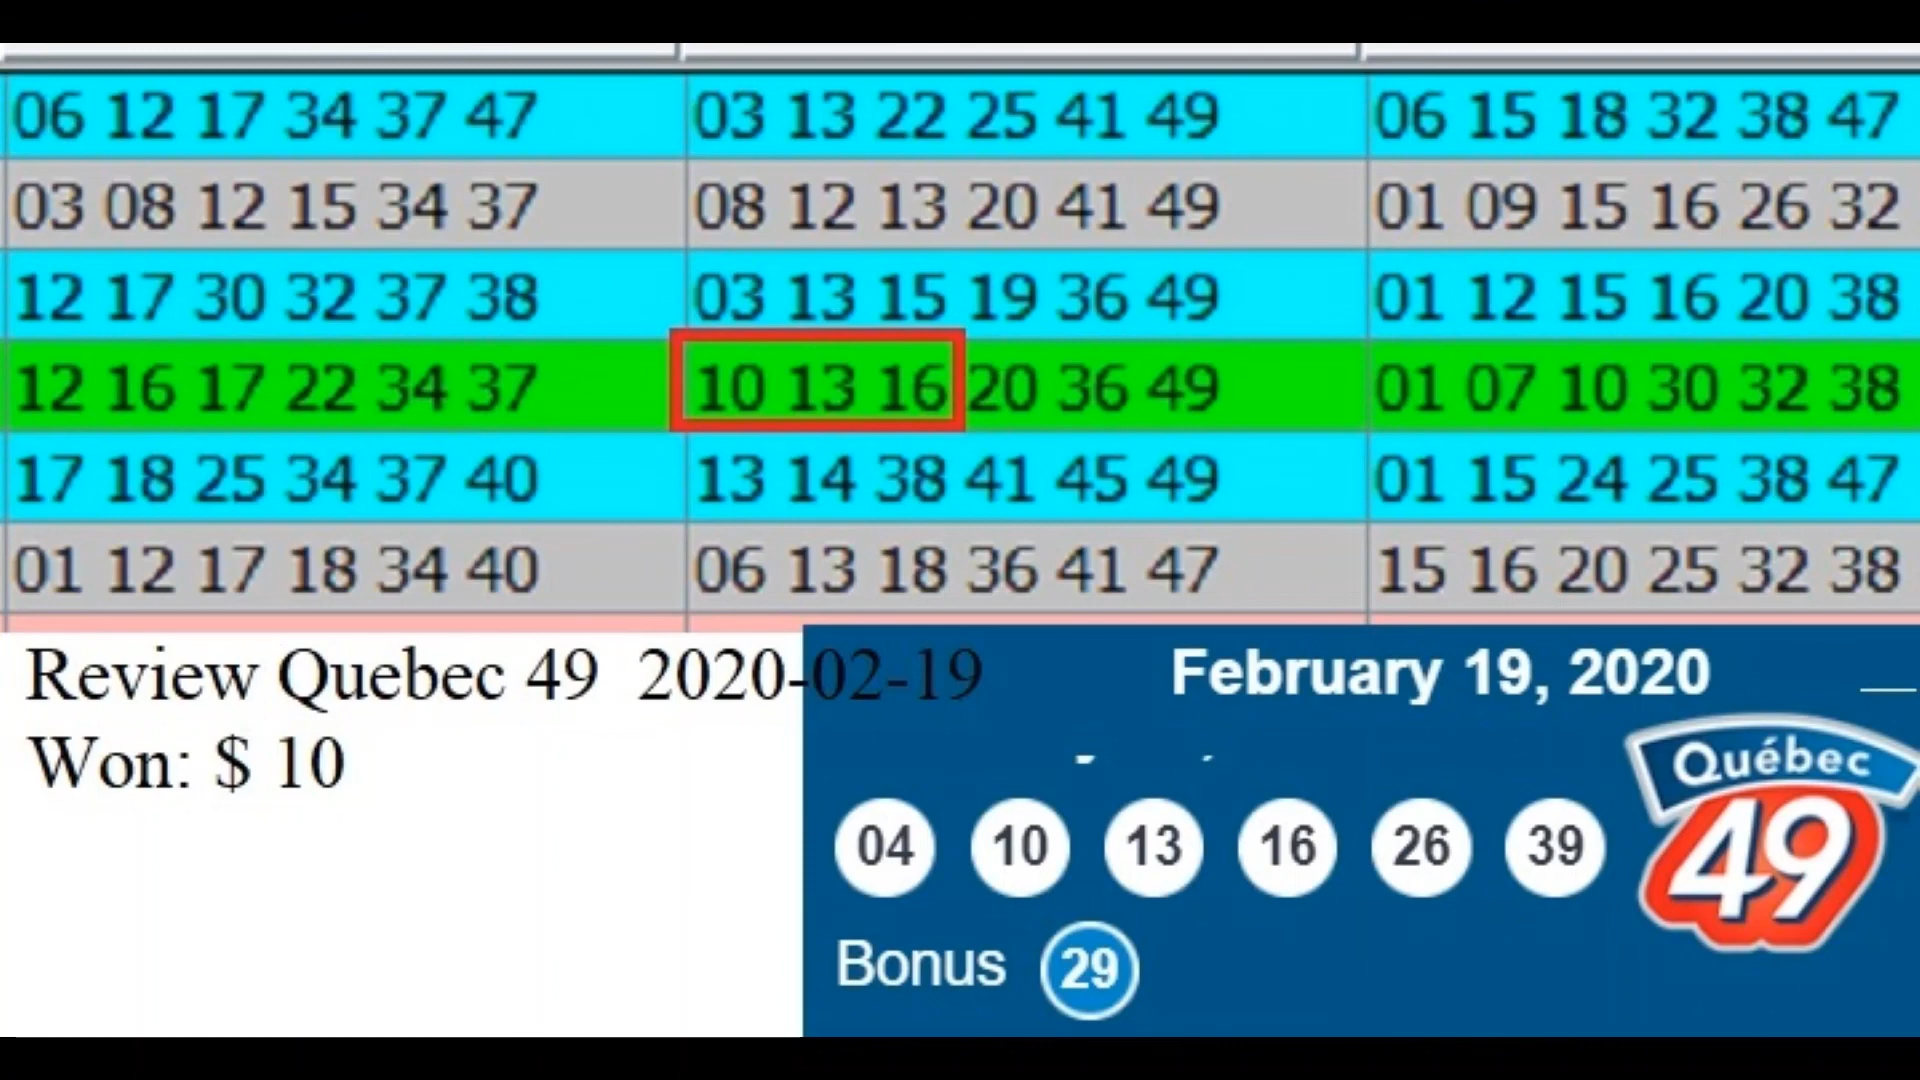 06 12 17 34 37 47 03 13 22 25 41 49 06 15 18 32 38 47
03 08 12 15 34 37 08 12 13 20 41 49 01 09 15 16 26 32
12 17 30 32 37 38 03 13 15 19 36 49 01 12 15 16 20 38
12 16 17 22 34 37 10 13 16 20 36 49 01 07 10 30 32 38
17 18 25 34 37 40 13 14 38 41 45 49 01 15 24 25 38 47
01 12 17 18 34 40 06 13 18 36 41 47 15 16 20 25 32 38
Review Quebec 49 2020-02-19
Won: $ 10
February 19, 2020
04 10 13 16 26 39
Bonus 29
Québec
49